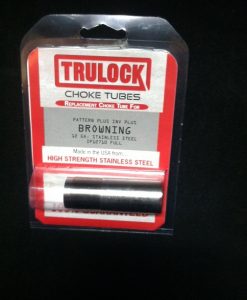 TRULOCK
CHOKE TUBES
REPLACEMENT CHOKE TUBE FOR
PATTERN PLUS INV PLUS
BROWNING
12 GA. STAINLESS STEEL
FULL
Made in the USA from
HIGH STRENGTH STAINLESS STEEL